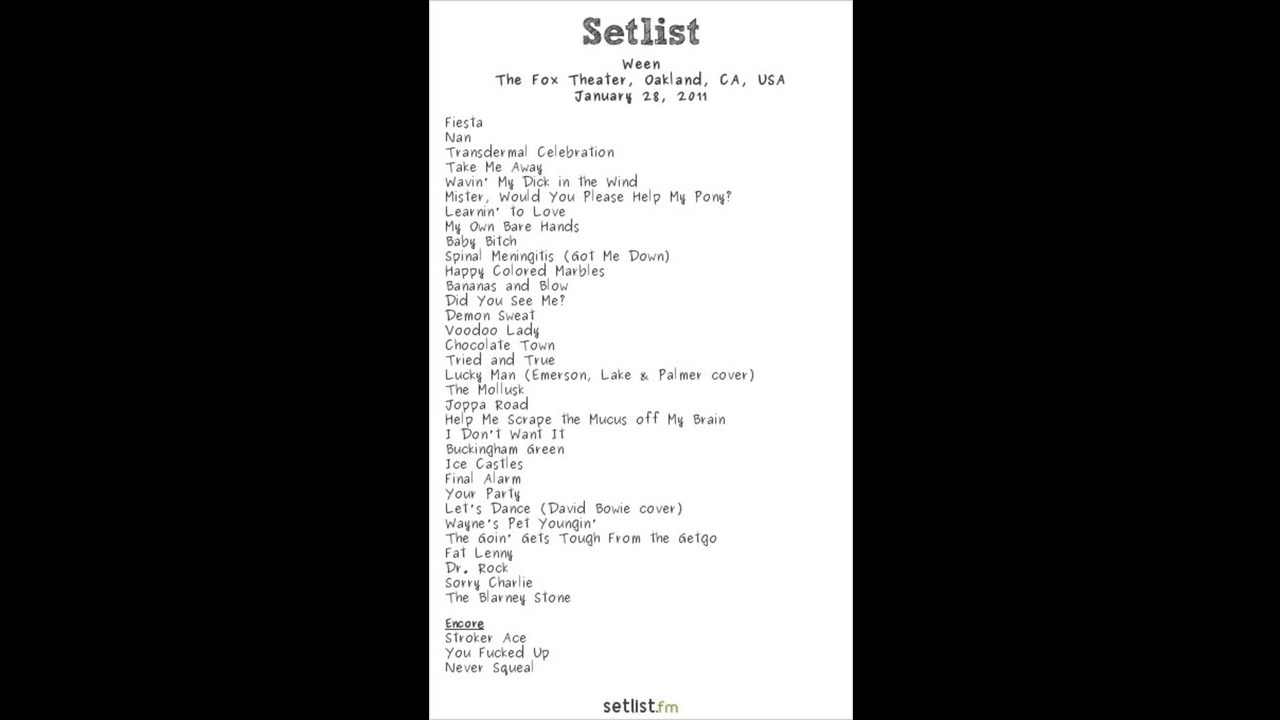 Setlist
Ween
The Fox Theater, Oakland, CA, USA
January 28, 2011
Fiesta
Nan
Transdermal Celebration
Take Me Away
Wavin' My Dick in the Wind
Mister, Would You Please Help My Pony?
Learnin' to Love
My Own Bare Hands
Baby Bitch
Spinal Meningitis (Got Me Down)
Happy Colored Marbles
Bananas and Blow
Did You See Me?
Demon Sweat
Voodoo Lady
Chocolate Town
Tried and True
Lucky Man (Emerson, Lake & Palmer cover)
The Mollusk
Joppa Road
Help Me Scrape the Mucus off My Brain
I Don't Want It
Buckingham Green
Ice Castles
Final Alarm
Your Party
Let's Dance (David Bowie cover)
Wayne's Pet Youngin'
The Goin' Gets Tough From the Getgo
Fat Lenny
Dr. Rock
Sorry Charlie
The Blarney Stone
Encore
Stroker Ace
You Fucked Up
Never Squeal
setlist.fm